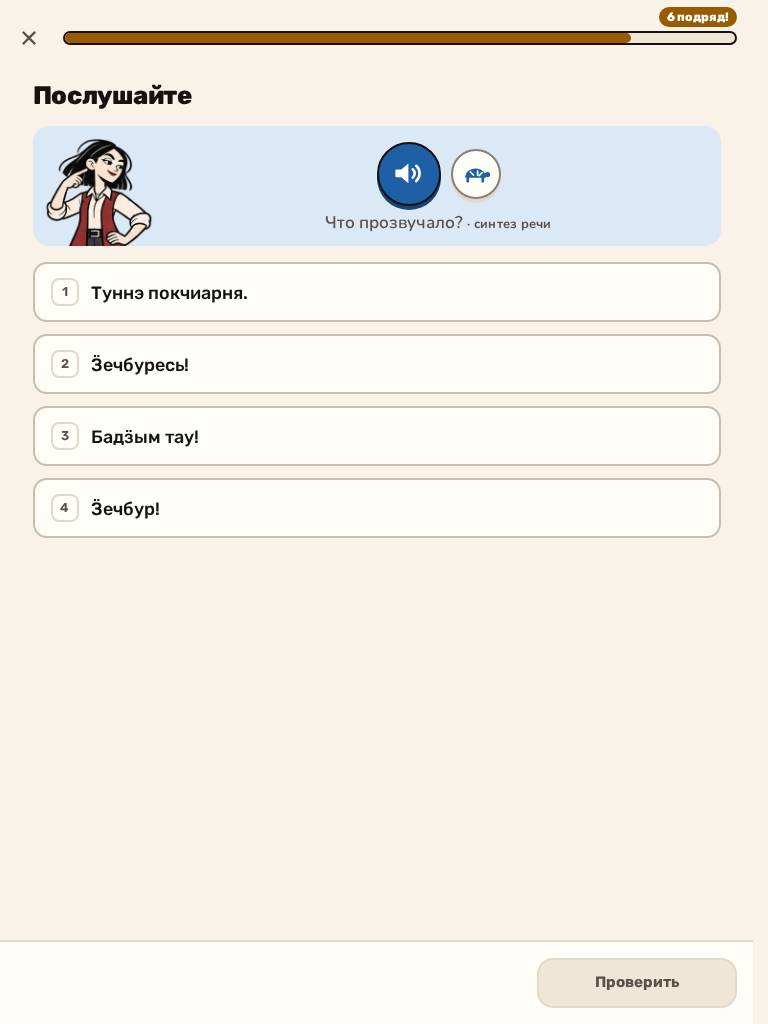 6 подряд!
Послушайте
Что прозвучало? · синтез речи
1 Туннэ покчиарня.
2 Ӟечбуресь!
3 Бадӟым тау!
4 Ӟечбур!
Проверить